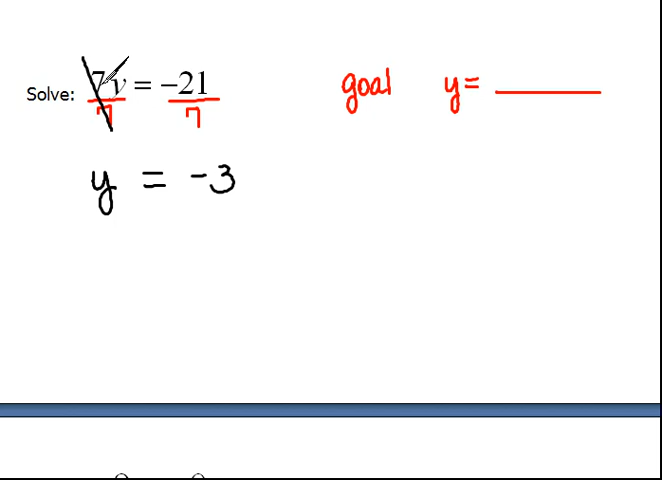 Solve: 7y = −21 goal y= ______
7 7
y = -3